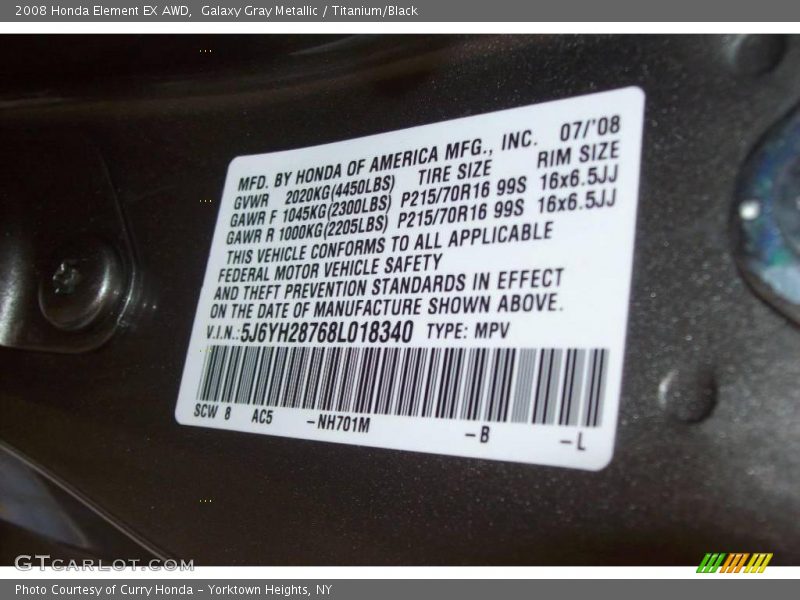 2008 Honda Element EX AWD,  Galaxy Gray Metallic / Titanium/Black
MFD. BY HONDA OF AMERICA MFG., INC. 07/'08
GVWR 2020KG(4450LBS) TIRE SIZE RIM SIZE
GAWR F 1045KG(2300LBS) P215/70R16 99S 16x6.5JJ
GAWR R 1000KG(2205LBS) P215/70R16 99S 16x6.5JJ
THIS VEHICLE CONFORMS TO ALL APPLICABLE
FEDERAL MOTOR VEHICLE SAFETY
AND THEFT PREVENTION STANDARDS IN EFFECT
ON THE DATE OF MANUFACTURE SHOWN ABOVE.
V.I.N.:5J6YH28768L018340 TYPE: MPV
SCW 8 AC5 -NH701M -B -L
GTCARLOT.COM
Photo Courtesy of Curry Honda - Yorktown Heights, NY